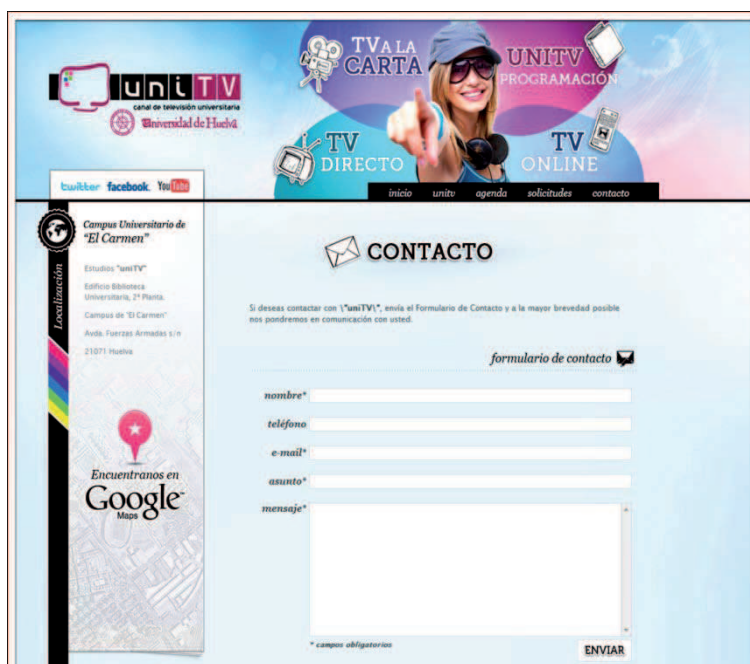 uniTV
canal de televisión universitaria
Universidad de Huelva
TV A LA
CARTA
UNITV
PROGRAMACIÓN
TV
DIRECTO
TV
ONLINE
twitter facebook. YouTube
inicio unitv agenda solicitudes contacto
Localización
Campus Universitario de
"El Carmen"
Estudios "uniTV"
Edificio Biblioteca
Universitaria, 2ª Planta.
Campus de "El Carmen"
Avda. Fuerzas Armadas s/n
21071 Huelva
Encuentranos en
Google
Maps
CONTACTO
Si deseas contactar con \"uniTV\", envía el Formulario de Contacto y a la mayor brevedad posible
nos pondremos en comunicación con usted.
formulario de contacto
nombre*
teléfono
e-mail*
asunto*
mensaje*
* campos obligatorios
ENVIAR